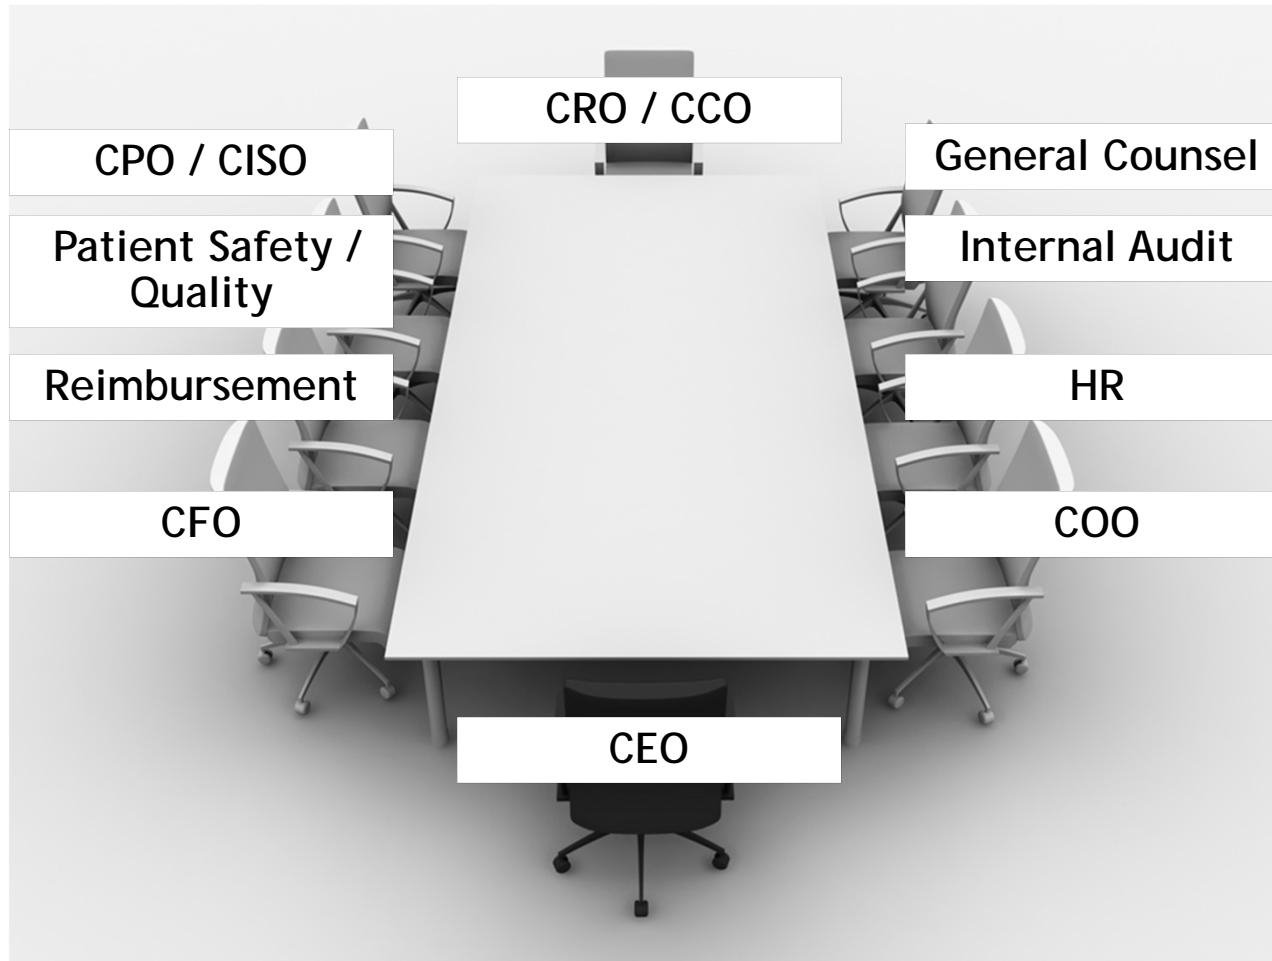 CRO / CCO
CPO / CISO
General Counsel
Patient Safety /
Quality
Internal Audit
Reimbursement
HR
CFO
COO
CEO